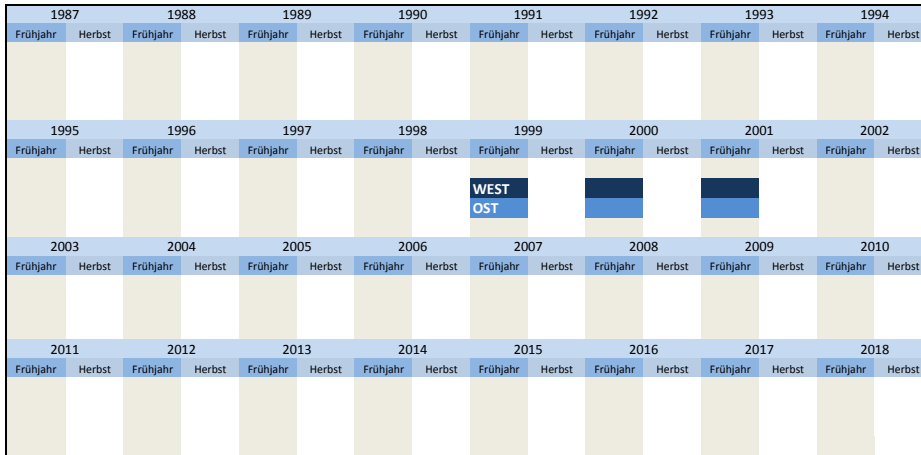 1987 1988 1989 1990 1991 1992 1993 1994
Frühjahr Herbst Frühjahr Herbst Frühjahr Herbst Frühjahr Herbst Frühjahr Herbst Frühjahr Herbst Frühjahr Herbst Frühjahr Herbst
1995 1996 1997 1998 1999 2000 2001 2002
Frühjahr Herbst Frühjahr Herbst Frühjahr Herbst Frühjahr Herbst Frühjahr Herbst Frühjahr Herbst Frühjahr Herbst Frühjahr Herbst
WEST
OST
2003 2004 2005 2006 2007 2008 2009 2010
Frühjahr Herbst Frühjahr Herbst Frühjahr Herbst Frühjahr Herbst Frühjahr Herbst Frühjahr Herbst Frühjahr Herbst Frühjahr Herbst
2011 2012 2013 2014 2015 2016 2017 2018
Frühjahr Herbst Frühjahr Herbst Frühjahr Herbst Frühjahr Herbst Frühjahr Herbst Frühjahr Herbst Frühjahr Herbst Frühjahr Herbst